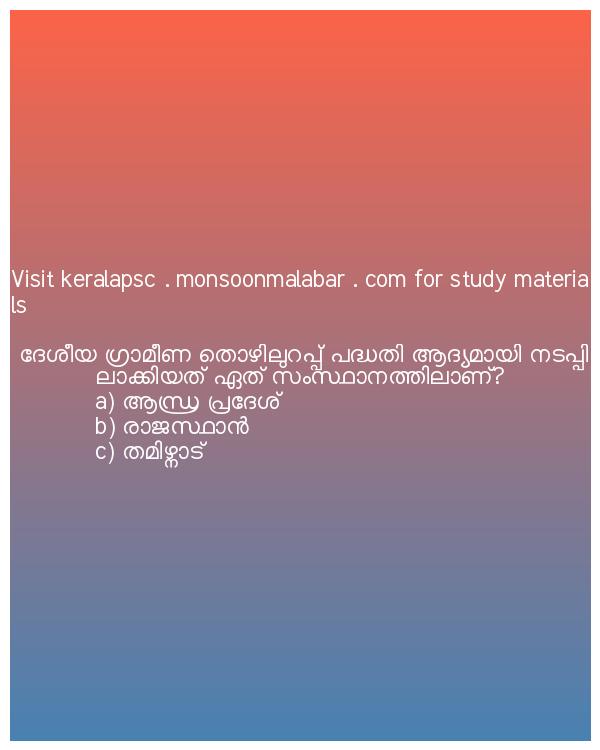 Visit keralapsc . monsoonmalabar . com for study materia
ls
ദേശീയ ഗ്രാമീണ തൊഴിലുറപ്പ് പദ്ധതി ആദ്യമായി നടപ്പി
ലാക്കിയത് ഏത് സംസ്ഥാനത്തിലാണ്?
a) ആന്ധ്ര പ്രദേശ്
b) രാജസ്ഥാൻ
c) തമിഴ്നാട്